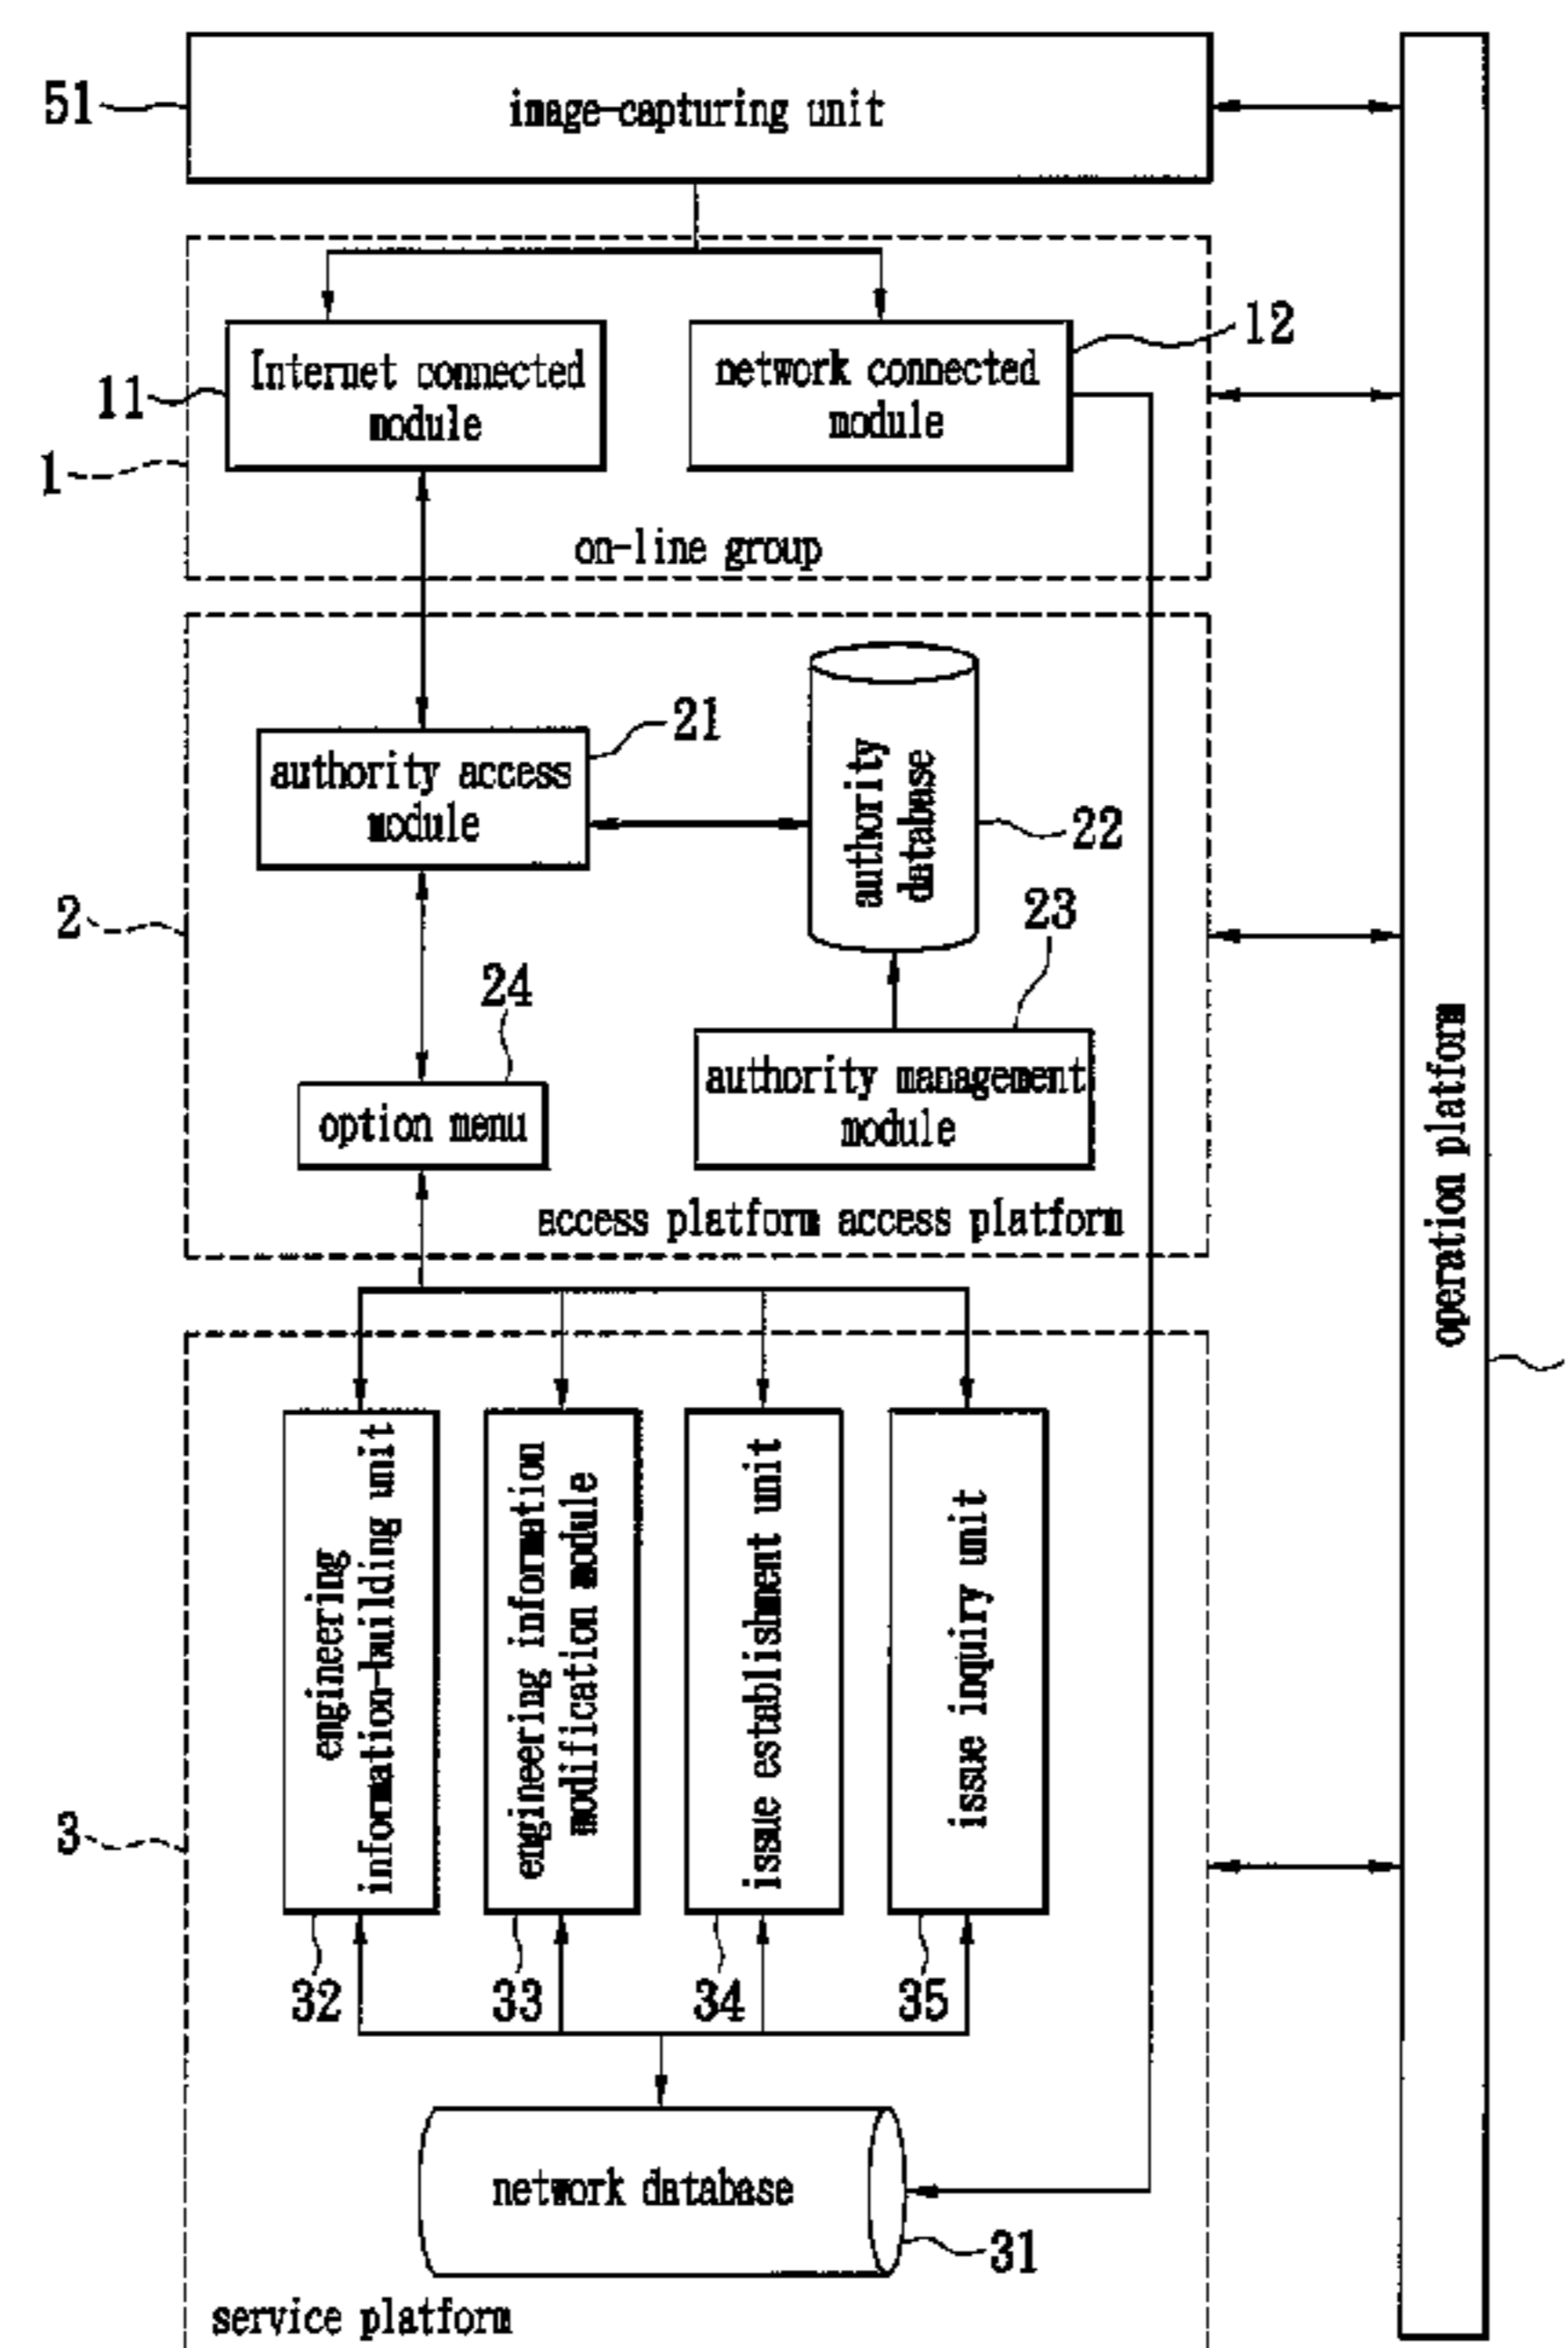 51
image-capturing unit
12
Internet connected
module
network connected
module
11
1
on-line group
21
authority access
module
authority
database
22
2
23
24
authority management
module
option menu
access platform access platform
operation platform
engineering
information-building unit
engineering information
modification module
issue establishment unit
issue inquiry unit
3
32
33
34
35
network database
31
service platform